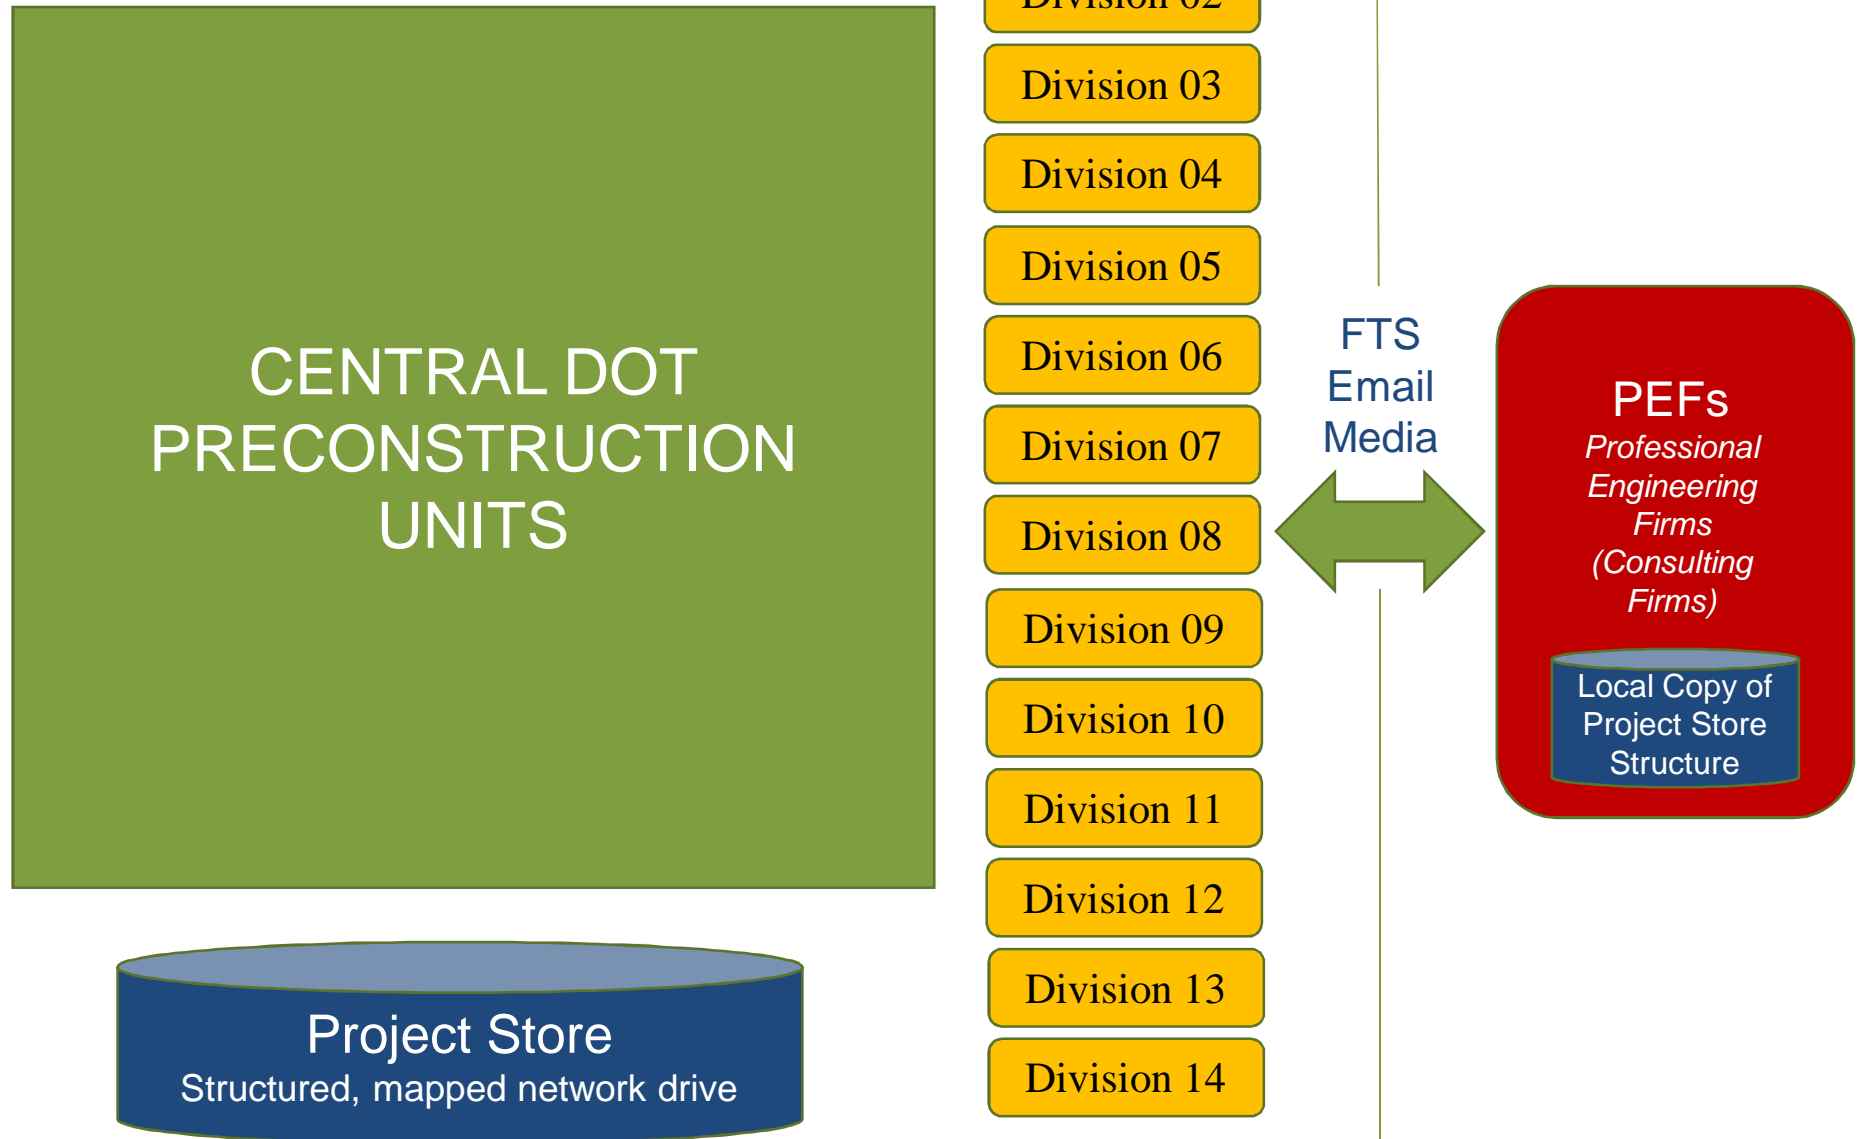 CENTRAL DOT
PRECONSTRUCTION
UNITS
Project Store
Structured, mapped network drive
Division 02
Division 03
Division 04
Division 05
Division 06
Division 07
Division 08
Division 09
Division 10
Division 11
Division 12
Division 13
Division 14
FTS
Email
Media
PEFs
Professional
Engineering
Firms
(Consulting
Firms)
Local Copy of
Project Store
Structure